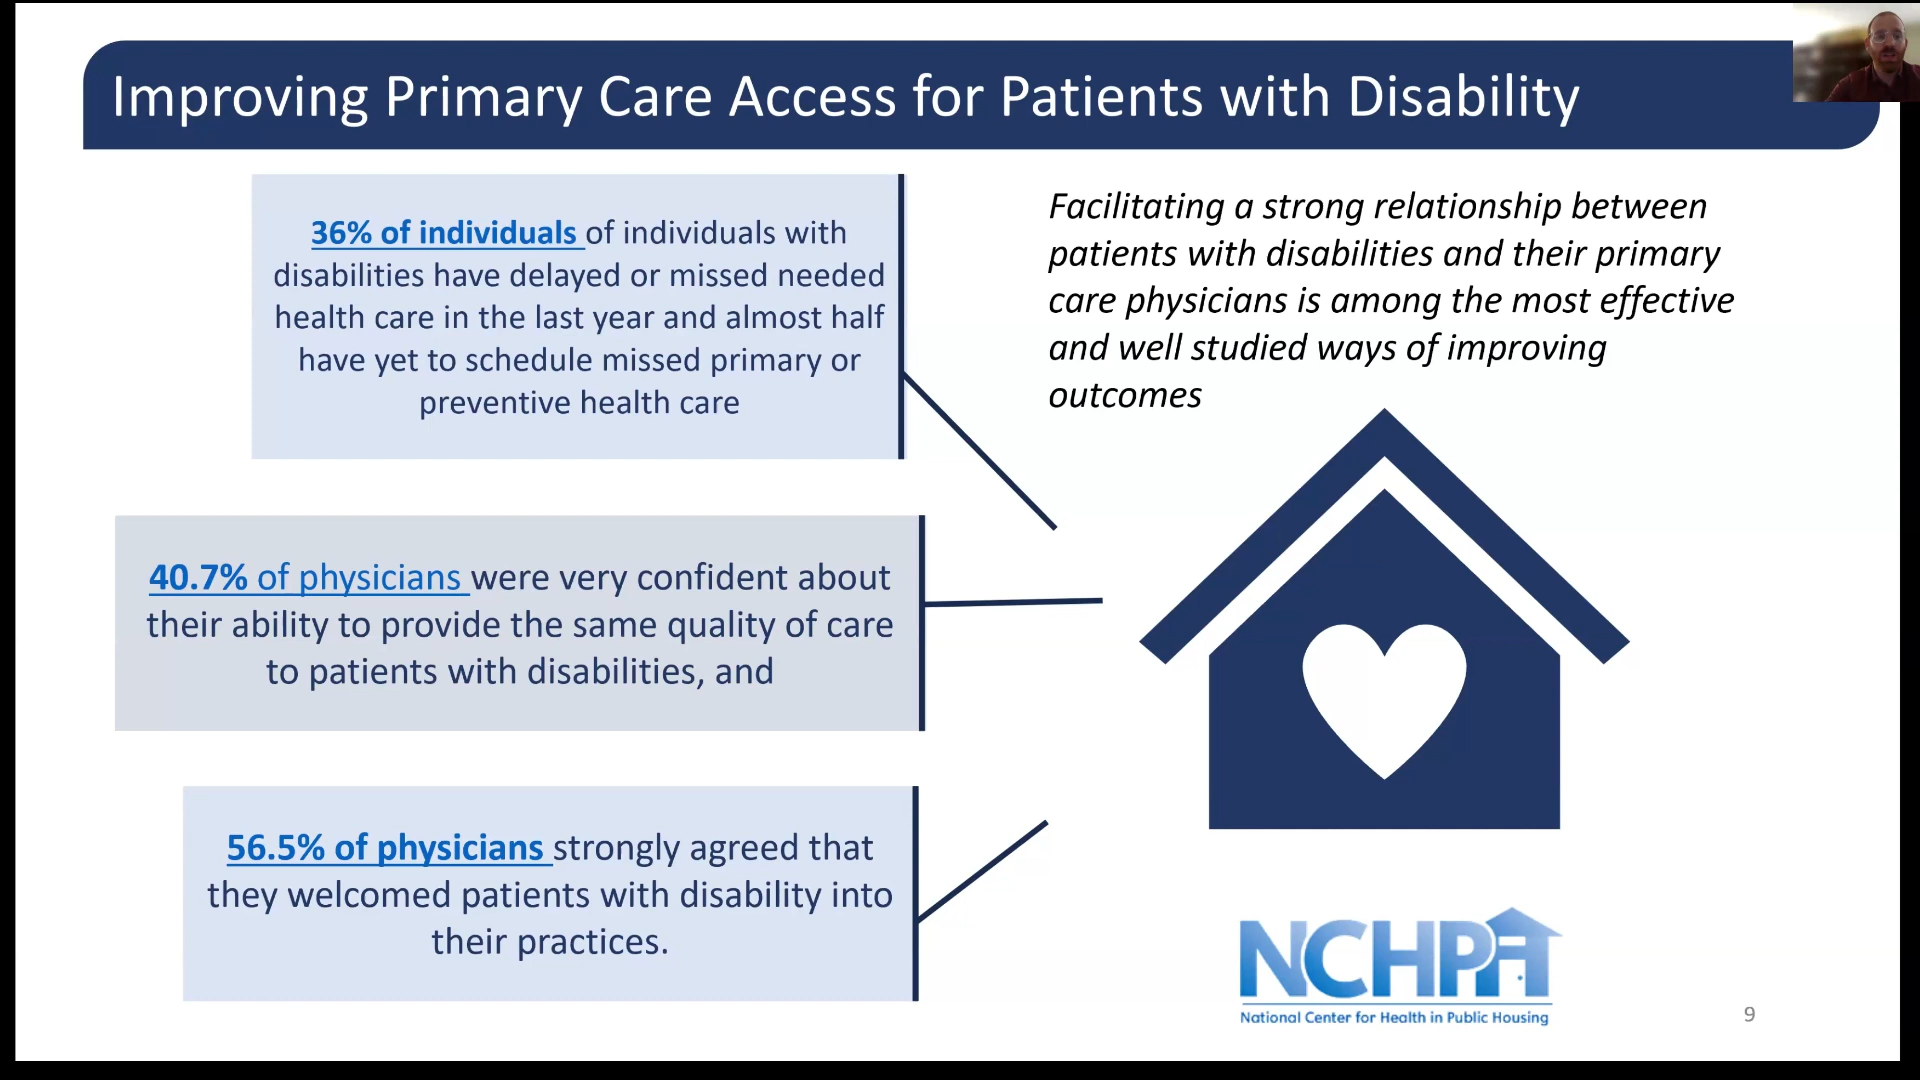 Improving Primary Care Access for Patients with Disability
36% of individuals of individuals with
disabilities have delayed or missed needed
health care in the last year and almost half
have yet to schedule missed primary or
preventive health care
Facilitating a strong relationship between
patients with disabilities and their primary
care physicians is among the most effective
and well studied ways of improving
outcomes
40.7% of physicians were very confident about
their ability to provide the same quality of care
to patients with disabilities, and
56.5% of physicians strongly agreed that
they welcomed patients with disability into
their practices.
NCHPH
National Center for Health in Public Housing
9